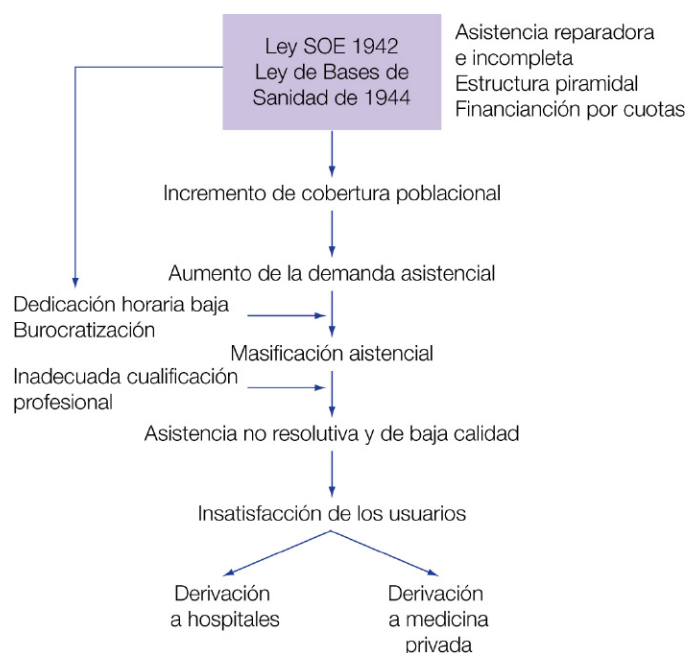 Ley SOE 1942
Ley de Bases de
Sanidad de 1944
Asistencia reparadora
e incompleta
Estructura piramidal
Financianción por cuotas
Incremento de cobertura poblacional
Aumento de la demanda asistencial
Dedicación horaria baja
Burocratización
Masificación aistencial
Inadecuada cualificación
profesional
Asistencia no resolutiva y de baja calidad
Insatisfacción de los usuarios
Derivación
a hospitales
Derivación
a medicina
privada